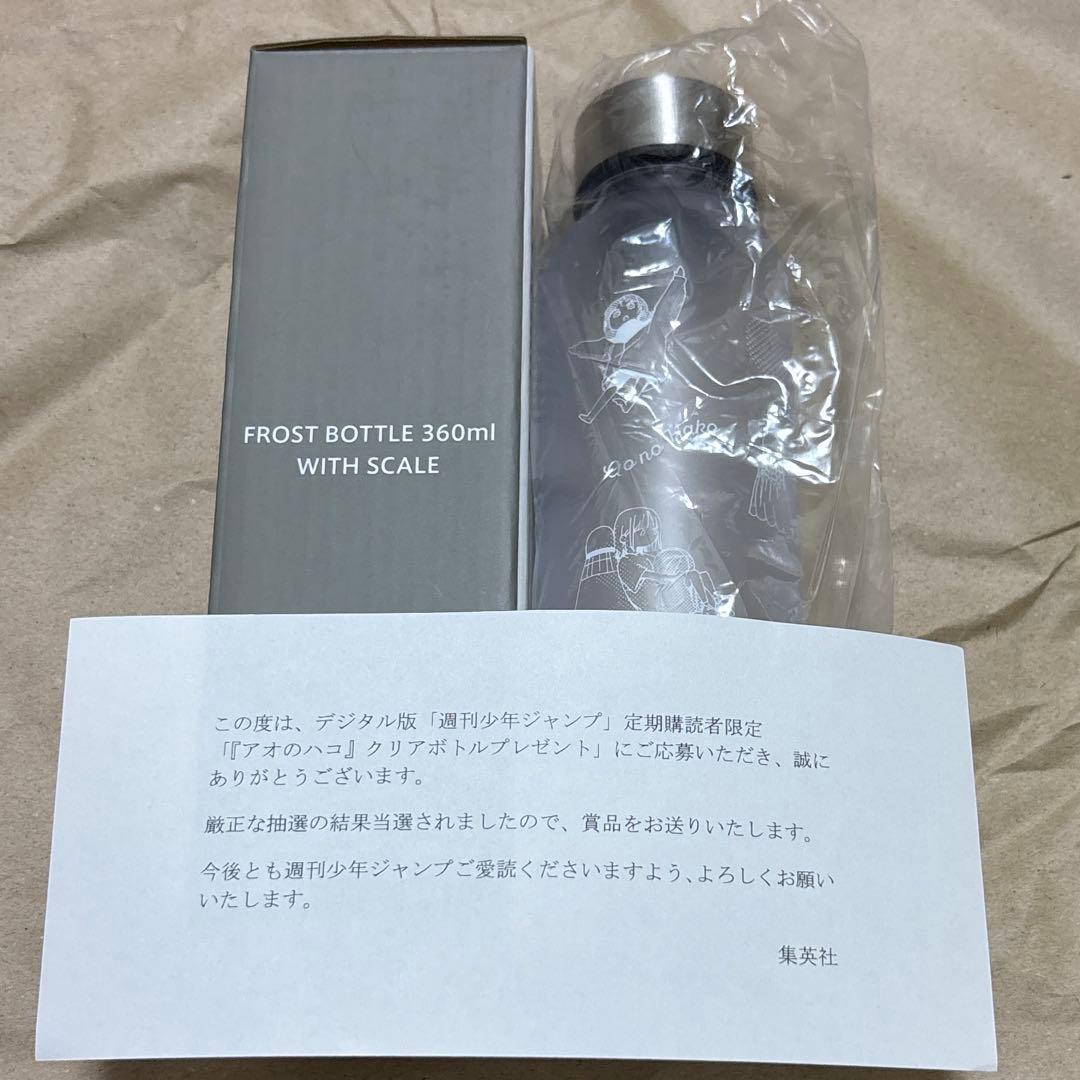 FROST BOTTLE 360ml
WITH SCALE
Ao no Hako
この度は、デジタル版「週刊少年ジャンプ」定期購読者限定
「『アオのハコ』クリアボトルプレゼント」にご応募いただき、誠に
ありがとうございます。
厳正な抽選の結果当選されましたので、賞品をお送りいたします。
今後とも週刊少年ジャンプご愛読くださいますよう、よろしくお願い
いたします。
集英社